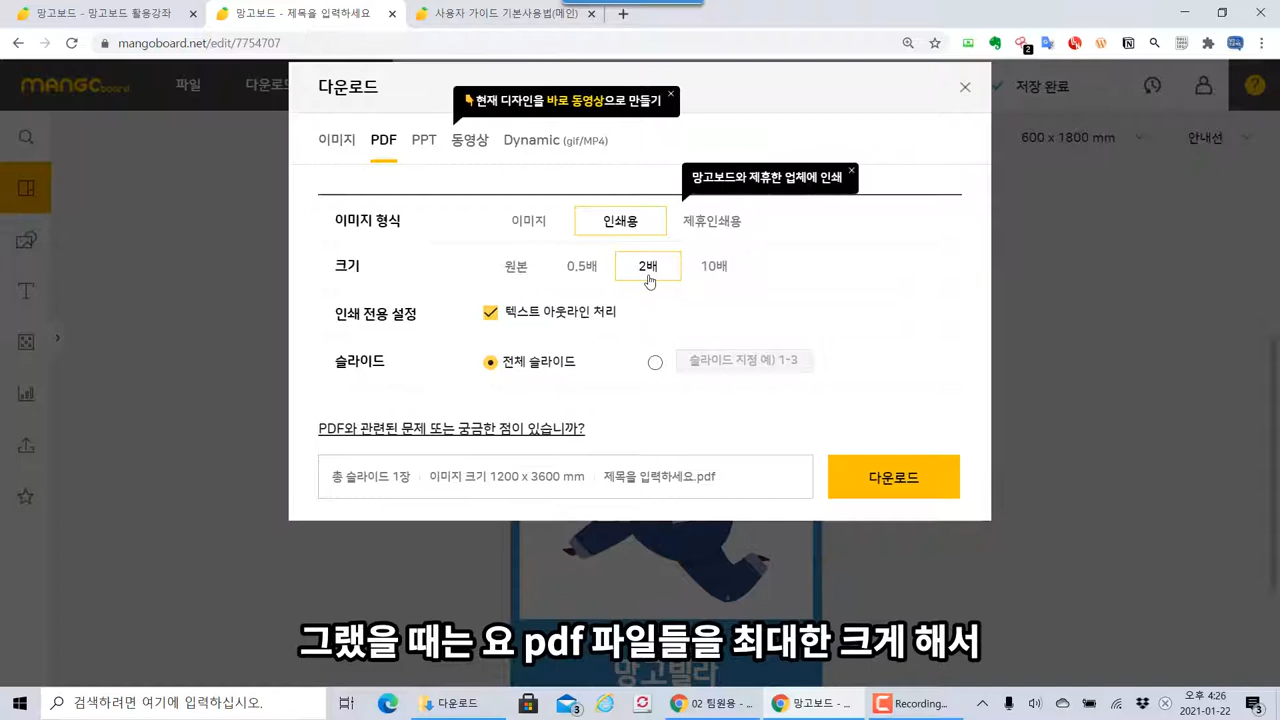 망고보드 - 망고보드 활용강좌
망고보드 - 제목을 입력하세요
사용자 가이드 기본사용법(메인)
mangoboard.net/edit/7754707
2
MANGOboard
파일
다운로드
저장 완료
다운로드
현재 디자인을 바로 동영상으로 만들기
이미지
PDF
PPT
동영상
Dynamic (gif/MP4)
600 x 1800 mm
안내선
망고보드와 제휴한 업체에 인쇄
이미지 형식
이미지
인쇄용
제휴인쇄용
크기
원본
0.5배
2배
10배
인쇄 전용 설정
텍스트 아웃라인 처리
슬라이드
전체 슬라이드
슬라이드 지정 예) 1-3
PDF와 관련된 문제 또는 궁금한 점이 있습니까?
총 슬라이드 1장
이미지 크기 1200 x 3600 mm
제목을 입력하세요.pdf
다운로드
그랬을 때는 요 pdf 파일들을 최대한 크게 해서
망고빌라
검색하려면 여기에 입력하십시오.
다운로드
3
02 팀원용 - ...
망고보드 - ...
Recording...
오후 4:26
2021-01-22
3